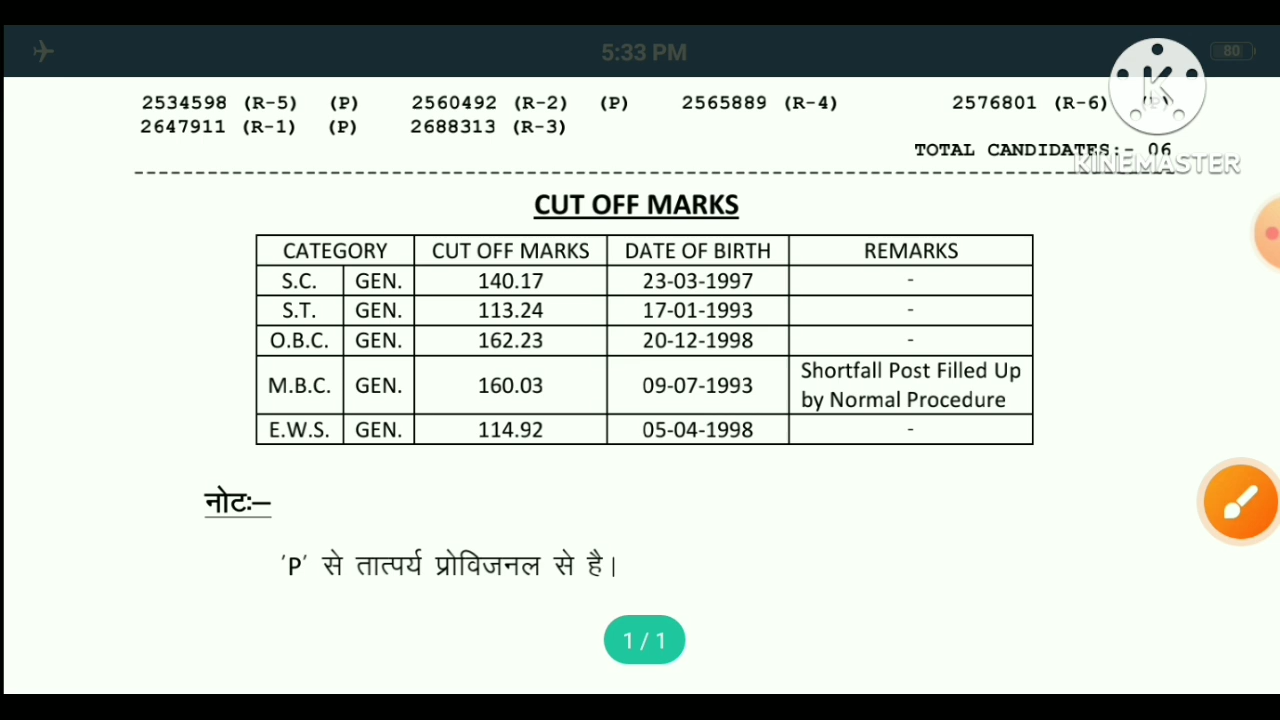 5:33 PM
80
2534598 (R-5) (P) 2560492 (R-2) (P) 2565889 (R-4) 2576801 (R-6) (P)
2647911 (R-1) (P) 2688313 (R-3)
TOTAL CANDIDATES:- 06
KINEMASTER
CUT OFF MARKS
CATEGORY CUT OFF MARKS DATE OF BIRTH REMARKS
S.C. GEN. 140.17 23-03-1997 -
S.T. GEN. 113.24 17-01-1993 -
O.B.C. GEN. 162.23 20-12-1998 -
M.B.C. GEN. 160.03 09-07-1993 Shortfall Post Filled Up
by Normal Procedure
E.W.S. GEN. 114.92 05-04-1998 -
नोटः–
'P' से तात्पर्य प्रोविजनल से है।
1 / 1